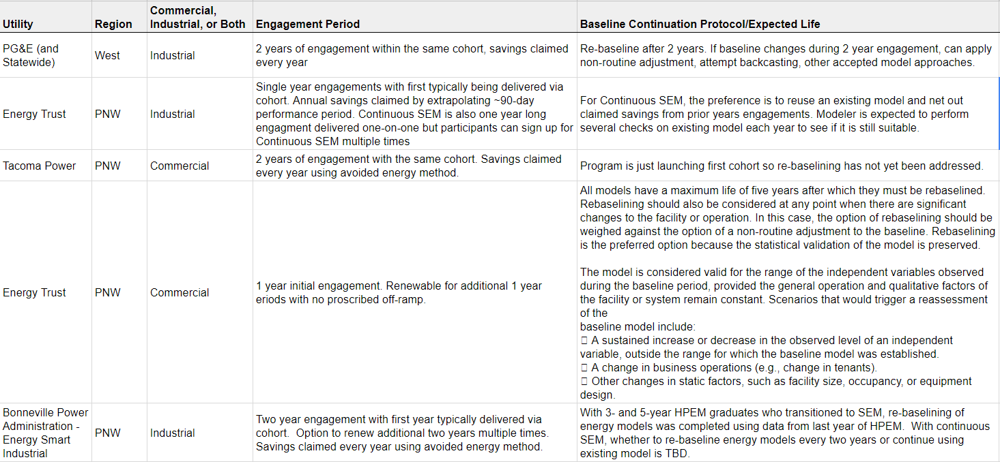 Utility
Region
Commercial,
Industrial, or Both
Engagement Period
Baseline Continuation Protocol/Expected Life
PG&E (and
Statewide)
West
Industrial
2 years of engagement within the same cohort, savings claimed
every year
Re-baseline after 2 years. If baseline changes during 2 year engagement, can apply
non-routine adjustment, attempt backcasting, other accepted model approaches.
Energy Trust
PNW
Industrial
Single year engagements with first typically being delivered via
cohort. Annual savings claimed by extrapolating ~90-day
performance period. Continuous SEM is also one year long
engagment delivered one-on-one but participants can sign up for
Continuous SEM multiple times
For Continuous SEM, the preference is to reuse an existing model and net out
claimed savings from prior years engagements. Modeler is expected to perform
several checks on existing model each year to see if it is still suitable.
Tacoma Power
PNW
Commercial
2 years of engagement with the same cohort. Savings claimed
every year using avoided energy method.
Program is just launching first cohort so re-baselining has not yet been addressed.
Energy Trust
PNW
Commercial
1 year initial engagement. Renewable for additional 1 year
eriods with no proscribed off-ramp.
All models have a maximum life of five years after which they must be rebaselined.
Rebaselining should also be considered at any point when there are significant
changes to the facility or operation. In this case, the option of rebaselining should be
weighed against the option of a non-routine adjustment to the baseline. Rebaselining
is the preferred option because the statistical validation of the model is preserved.
The model is considered valid for the range of the independent variables observed
during the baseline period, provided the general operation and qualitative factors of
the facility or system remain constant. Scenarios that would trigger a reassessment
of the
baseline model include:
▯ A sustained increase or decrease in the observed level of an independent
variable, outside the range for which the baseline model was established.
▯ A change in business operations (e.g., change in tenants).
▯ Other changes in static factors, such as facility size, occupancy, or equipment
design.
Bonneville Power
Administration -
Energy Smart
Industrial
PNW
Industrial
Two year engagement with first year typically delivered via
cohort.  Option to renew additional two years multiple times.
Savings claimed every year using avoided energy method.
With 3- and 5-year HPEM graduates who transitioned to SEM, re-baselining of
energy models was completed using data from last year of HPEM.  With continuous
SEM, whether to re-baseline energy models every two years or continue using
existing model is TBD.